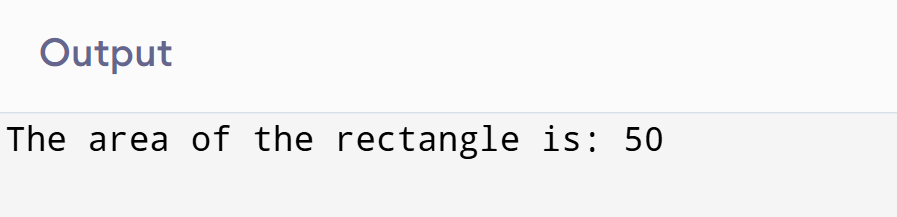 Output
The area of the rectangle is: 50